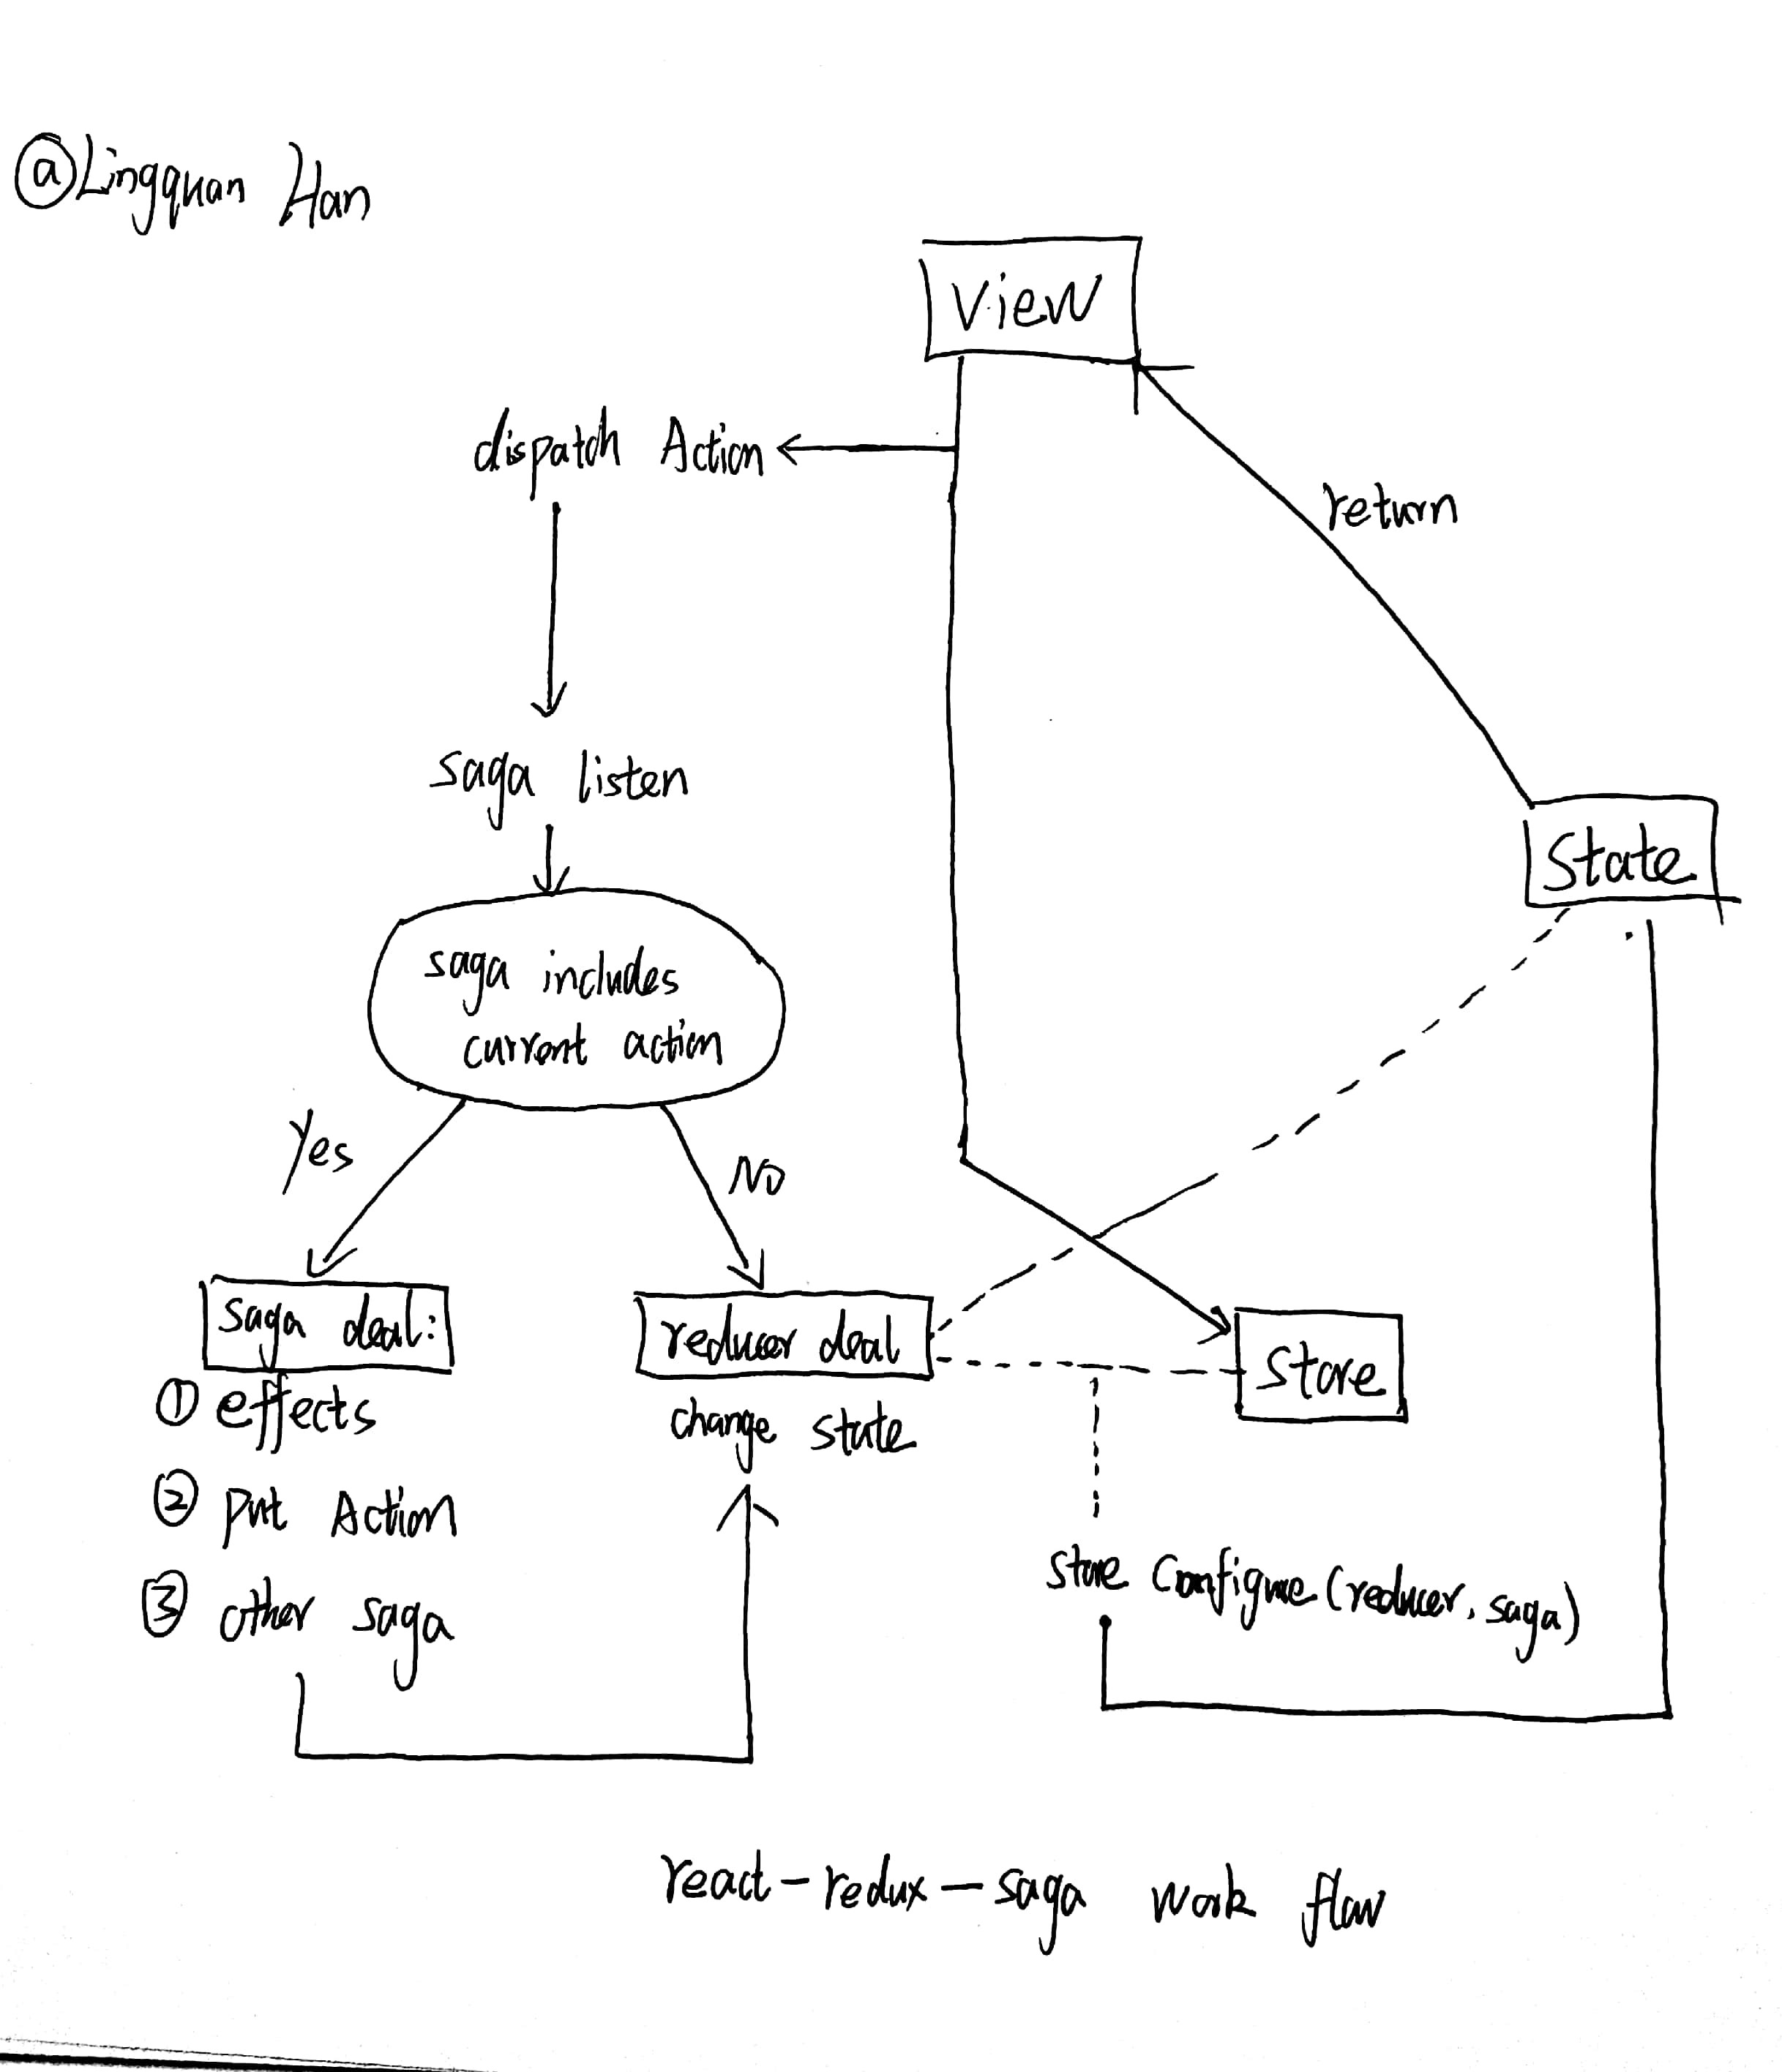 @Lingquan Han
View
dispatch Action
return
saga listen
State
saga includes
current action
Yes
No
saga deal:
reducer deal
Store
① effects
change state
② put Action
③ other saga
store Configure (reducer, saga)
react-redux-saga work flow